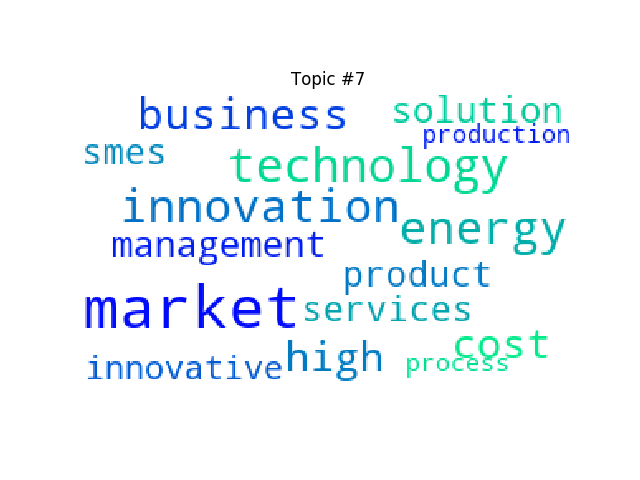 Topic #7
business solution
production
smes technology
innovation
energy
management
product
market services
cost
innovative high process